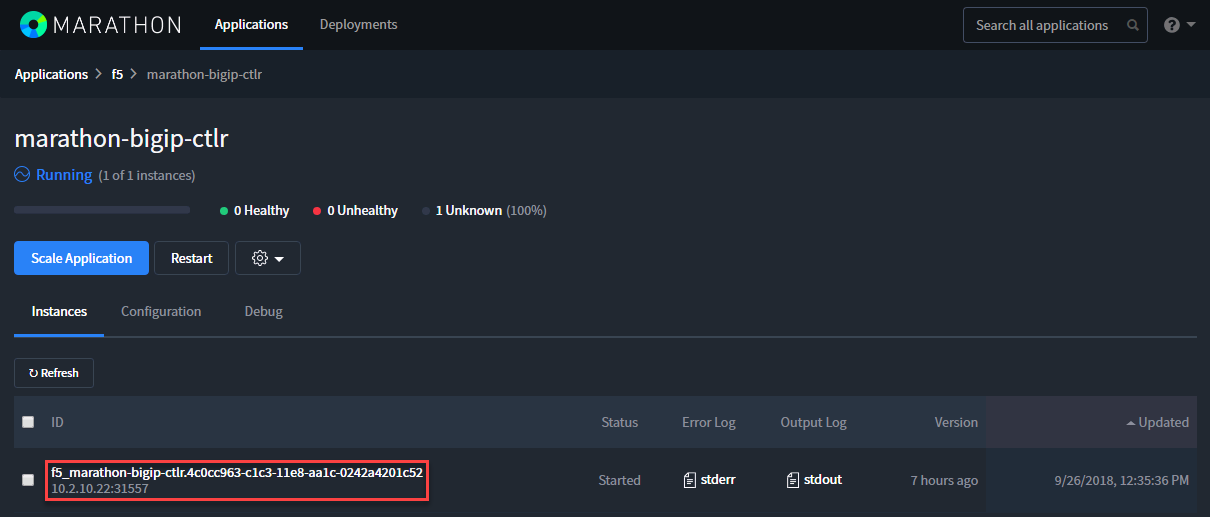 MARATHON Applications Deployments Search all applications
Applications > f5 > marathon-bigip-ctlr
marathon-bigip-ctlr
Running (1 of 1 instances)
0 Healthy 0 Unhealthy 1 Unknown (100%)
Scale Application Restart
Instances Configuration Debug
↻ Refresh
ID Status Error Log Output Log Version Updated
f5_marathon-bigip-ctlr.4c0cc963-c1c3-11e8-aa1c-0242a4201c52
10.2.10.22:31557
Started stderr stdout 7 hours ago 9/26/2018, 12:35:36 PM